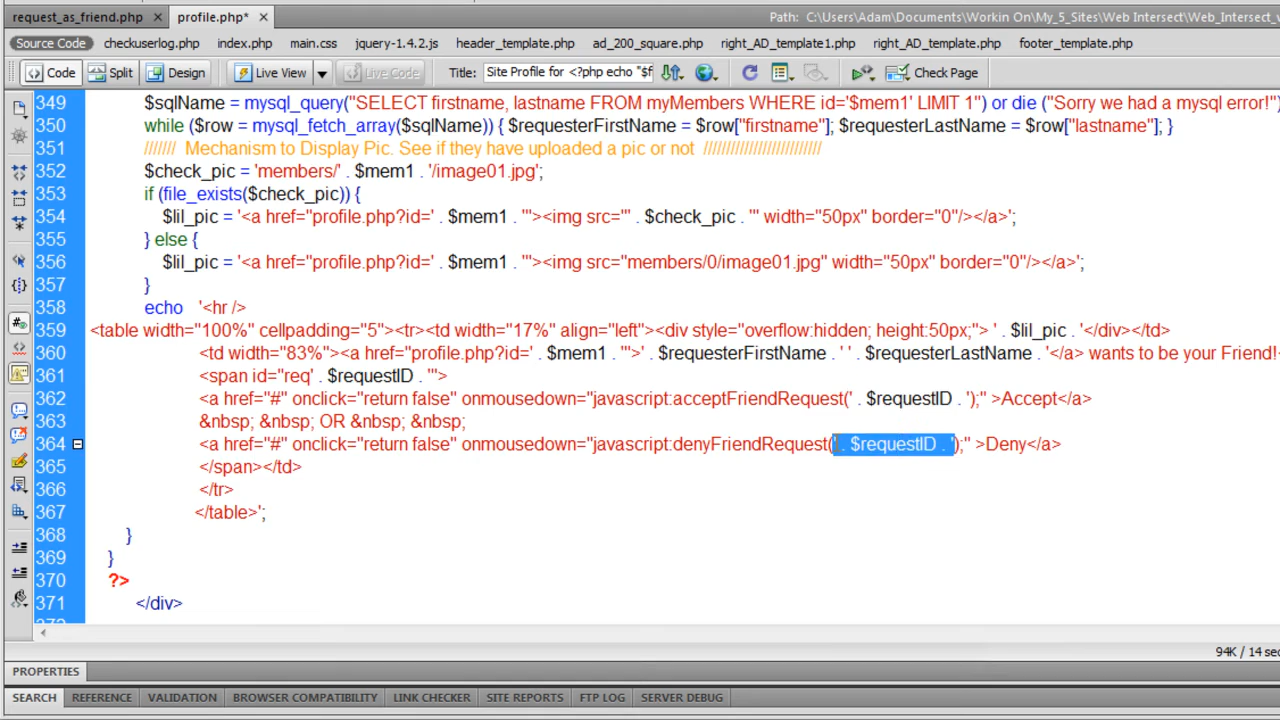 request_as_friend.php × profile.php* ×
Path: C:\Users\Adam\Documents\Workin On\My_5_Sites\Web Intersect\Web_Intersect_v
Source Code checkuserlog.php index.php main.css jquery-1.4.2.js header_template.php ad_200_square.php right_AD_template1.php right_AD_template.php footer_template.php
Code Split Design Live View Live Code Title: Site Profile for <?php echo "$f Check Page
349 $sqlName = mysql_query("SELECT firstname, lastname FROM myMembers WHERE id='$mem1' LIMIT 1") or die ("Sorry we had a mysql error!")
350 while ($row = mysql_fetch_array($sqlName)) { $requesterFirstName = $row["firstname"]; $requesterLastName = $row["lastname"]; }
351 /////// Mechanism to Display Pic. See if they have uploaded a pic or not //////////////////////////
352 $check_pic = 'members/' . $mem1 . '/image01.jpg';
353 if (file_exists($check_pic)) {
354 $lil_pic = '<a href="profile.php?id=' . $mem1 . '"><img src="' . $check_pic . '" width="50px" border="0"/></a>';
355 } else {
356 $lil_pic = '<a href="profile.php?id=' . $mem1 . '"><img src="members/0/image01.jpg" width="50px" border="0"/></a>';
357 }
358 echo '<hr />
359 <table width="100%" cellpadding="5"><tr><td width="17%" align="left"><div style="overflow:hidden; height:50px;"> ' . $lil_pic . '</div></td>
360 <td width="83%"><a href="profile.php?id=' . $mem1 . '">' . $requesterFirstName . ' ' . $requesterLastName . '</a> wants to be your Friend!<
361 <span id="req' . $requestID . '">
362 <a href="#" onclick="return false" onmousedown="javascript:acceptFriendRequest(' . $requestID . ');" >Accept</a>
363 &nbsp; &nbsp; OR &nbsp; &nbsp;
364 <a href="#" onclick="return false" onmousedown="javascript:denyFriendRequest(' . $requestID . ');" >Deny</a>
365 </span></td>
366 </tr>
367 </table>';
368 }
369 }
370 ?>
371 </div>
94K / 14 sec
PROPERTIES
SEARCH REFERENCE VALIDATION BROWSER COMPATIBILITY LINK CHECKER SITE REPORTS FTP LOG SERVER DEBUG